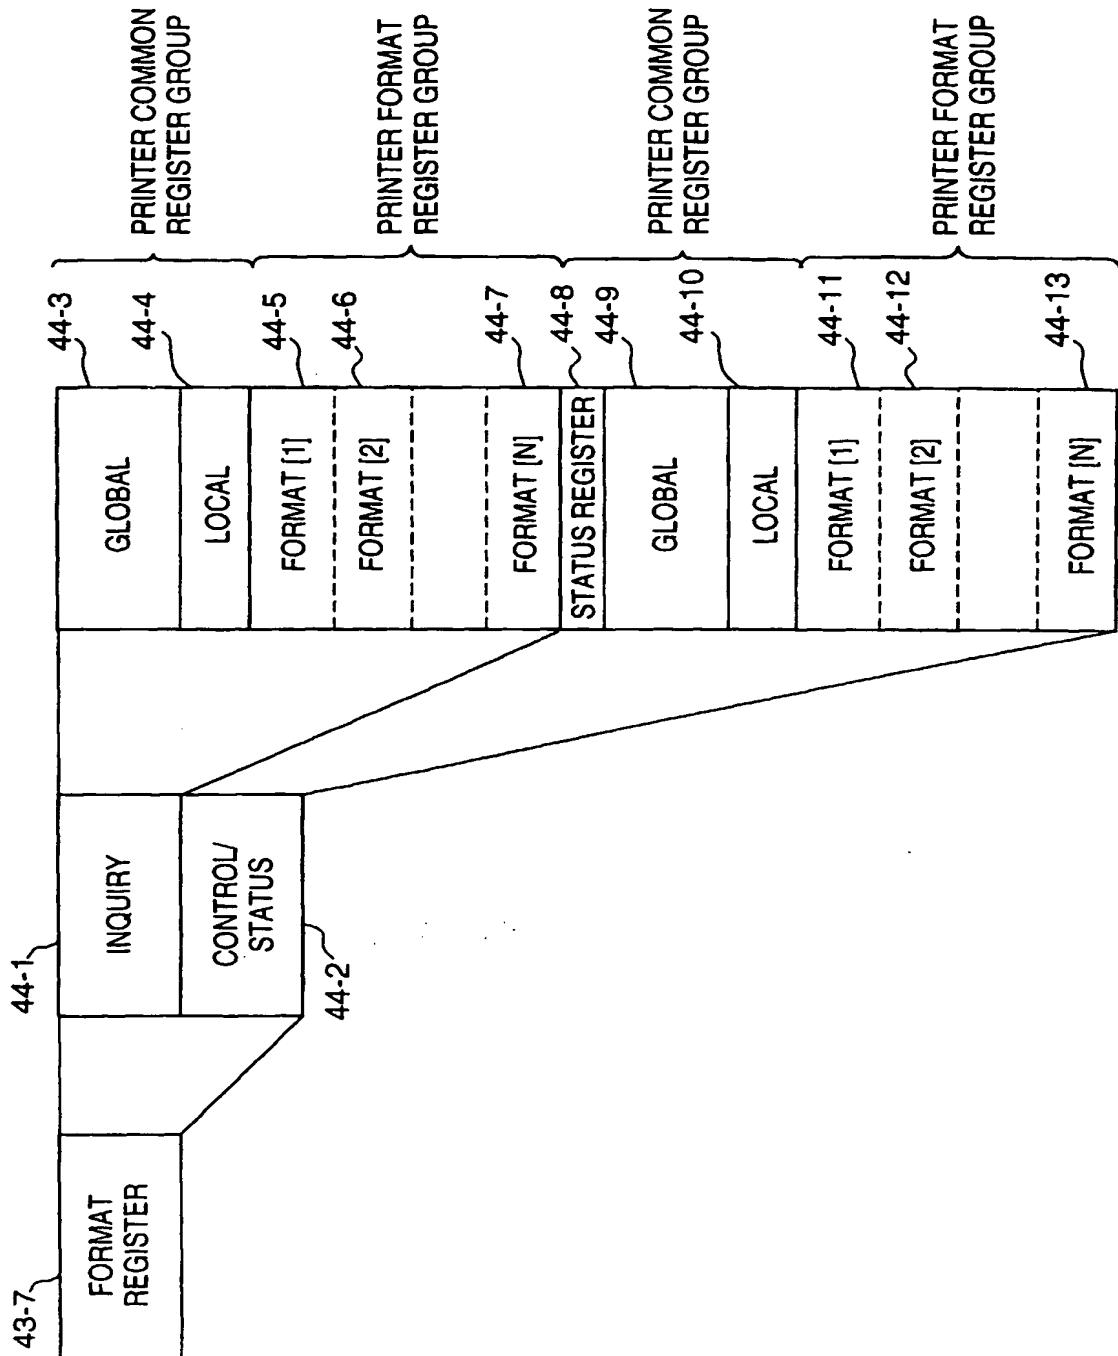 43-7
FORMAT
REGISTER
44-1
INQUIRY
CONTROL/
STATUS
44-2
GLOBAL
LOCAL
FORMAT [1]
FORMAT [2]
FORMAT [N]
STATUS REGISTER
GLOBAL
LOCAL
FORMAT [1]
FORMAT [2]
FORMAT [N]
44-3
44-4
44-5
44-6
44-7
44-8
44-9
44-10
44-11
44-12
44-13
PRINTER COMMON
REGISTER GROUP
PRINTER FORMAT
REGISTER GROUP
PRINTER COMMON
REGISTER GROUP
PRINTER FORMAT
REGISTER GROUP